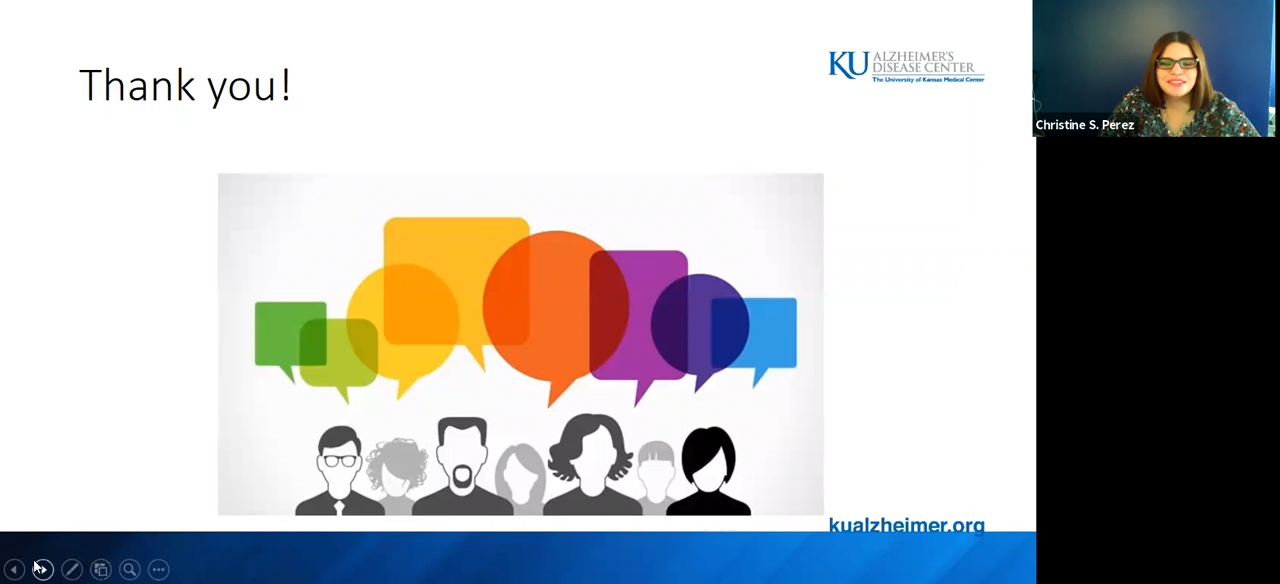 Thank you!
KU ALZHEIMER'S
DISEASE CENTER
The University of Kansas Medical Center
Christine S. Perez
kualzheimer.org